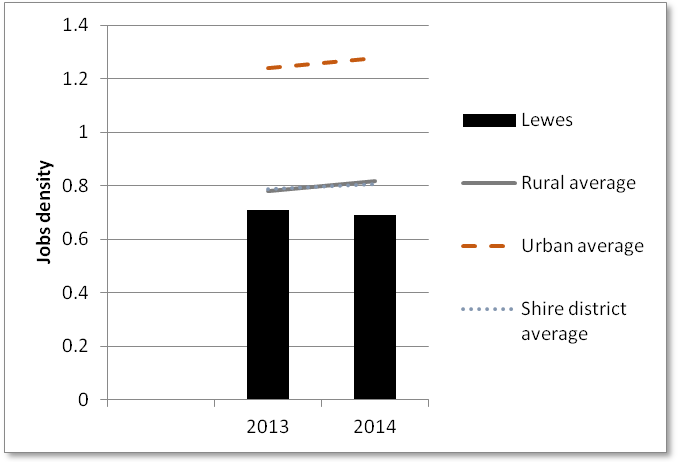 1.4
1.2
1
0.8
0.6
0.4
0.2
0
Jobs density
2013
2014
Lewes
Rural average
Urban average
Shire district
average